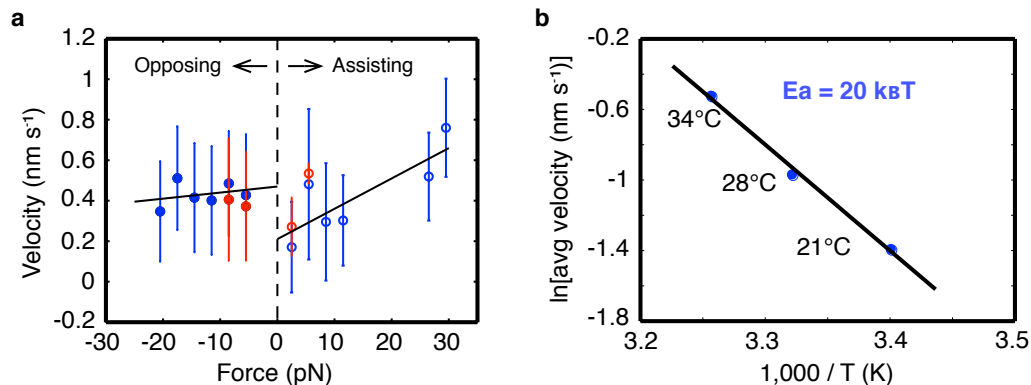 a
b
1.2
1
0.8
0.6
0.4
0.2
0
-0.2
Velocity (nm s⁻¹)
Opposing
Assisting
-30 -20 -10 0 10 20 30
Force (pN)
-0.2
-0.6
-1
-1.4
-1.8
ln[avg velocity (nm s⁻¹)]
Ea = 20 kʙT
34°C
28°C
21°C
3.2 3.3 3.4 3.5
1,000 / T (K)